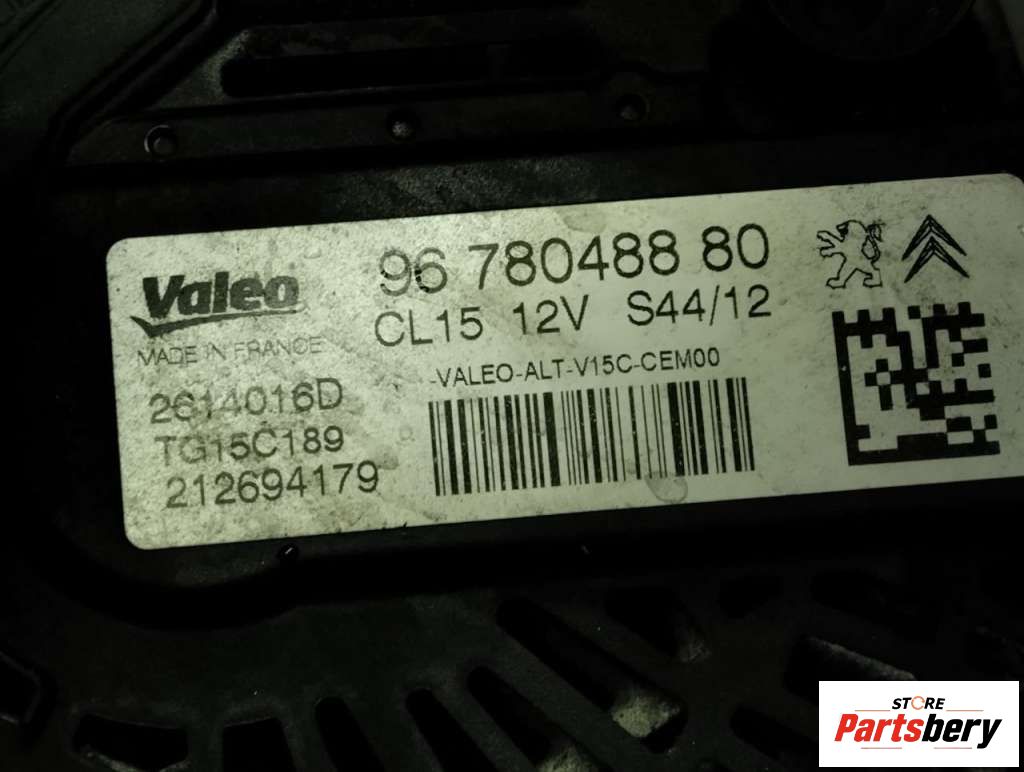 Valeo
MADE IN FRANCE
2614016D
TG15C189
212694179
96 780488 80
CL15 12V S44/12
-VALEO-ALT-V15C-CEM00
STORE
Partsbery